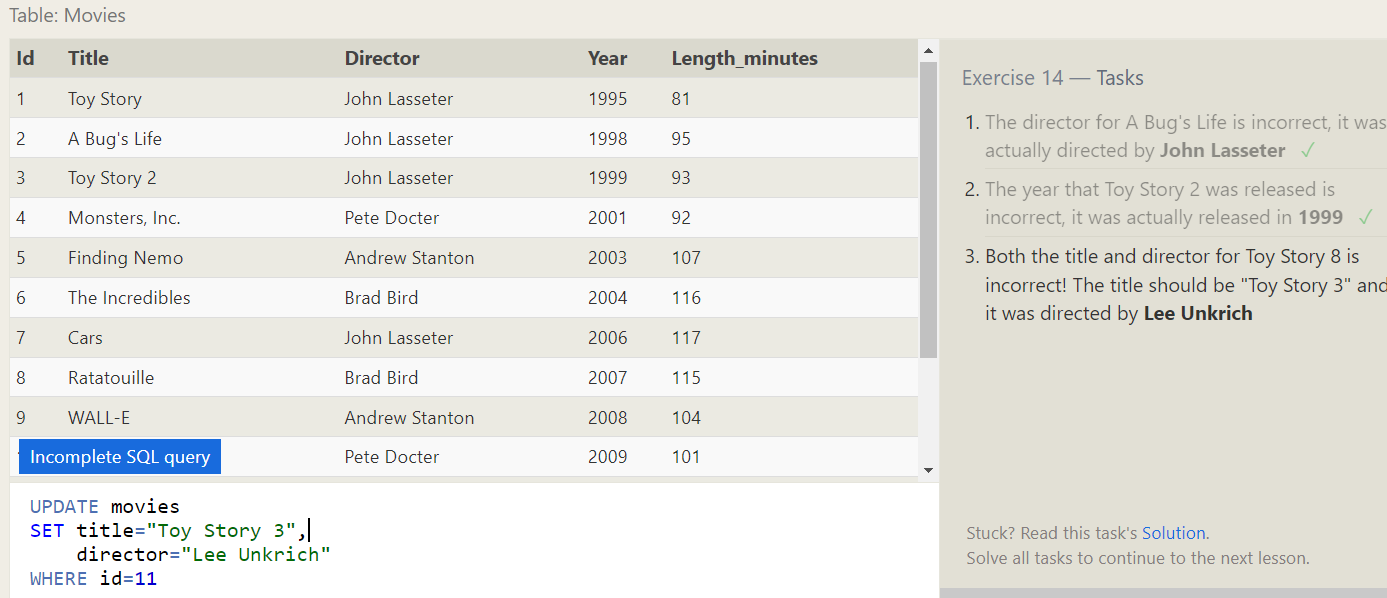 Table: Movies
Id Title Director Year Length_minutes
1 Toy Story John Lasseter 1995 81
2 A Bug's Life John Lasseter 1998 95
3 Toy Story 2 John Lasseter 1999 93
4 Monsters, Inc. Pete Docter 2001 92
5 Finding Nemo Andrew Stanton 2003 107
6 The Incredibles Brad Bird 2004 116
7 Cars John Lasseter 2006 117
8 Ratatouille Brad Bird 2007 115
9 WALL-E Andrew Stanton 2008 104
Incomplete SQL query Pete Docter 2009 101
UPDATE movies
SET title="Toy Story 3",
director="Lee Unkrich"
WHERE id=11
Exercise 14 — Tasks
1. The director for A Bug's Life is incorrect, it was
actually directed by John Lasseter ✓
2. The year that Toy Story 2 was released is
incorrect, it was actually released in 1999 ✓
3. Both the title and director for Toy Story 8 is
incorrect! The title should be "Toy Story 3" and
it was directed by Lee Unkrich
Stuck? Read this task's Solution.
Solve all tasks to continue to the next lesson.